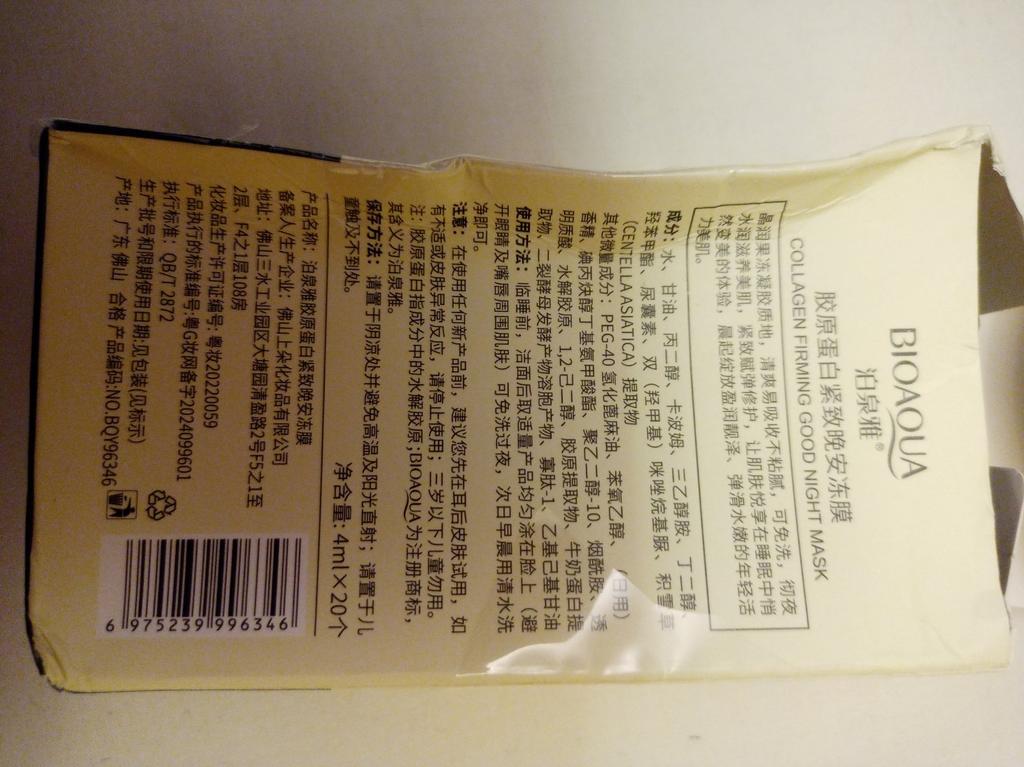 BIOAQUA
泊泉雅®
胶原蛋白紧致晚安冻膜
COLLAGEN FIRMING GOOD NIGHT MASK
晶润果冻凝胶质地，清爽易吸收不粘腻，可免洗，彻夜
水润滋养美肌，紧致赋弹修护，让肌肤悦享在睡眠中悄
然变美的体验，晨起绽放盈润靓泽、弹滑水嫩的年轻活
力美肌。
成分：水、甘油、丙二醇、卡波姆、三乙醇胺、丁二醇、
羟苯甲酯、尿囊素、双（羟甲基）咪唑烷基脲、积雪草
（CENTELLA ASIATICA）提取物
其他微量成分：PEG-40 氢化蓖麻油、苯氧乙醇、（日用）
香精、碘丙炔醇丁基氨甲酸酯、聚乙二醇-10、烟酰胺、透
明质酸、水解胶原、1,2-己二醇、胶原提取物、牛奶蛋白提
取物、二裂酵母发酵产物溶胞产物、寡肽-1、乙基己基甘油
使用方法：临睡前，洁面后取适量产品均匀涂在脸上（避
开眼睛及嘴唇周围肌肤）可免洗过夜，次日早晨用清水洗
净即可。
注意：在使用任何新产品前，建议您先在耳后皮肤试用，如
有不适或皮肤异常反应，请停止使用；三岁以下儿童勿用。
注：胶原蛋白指成分中的水解胶原；BIOAQUA为注册商标，
其含义为泊泉雅。
保存方法：请置于阴凉处并避免高温及阳光直射；请置于儿
童触及不到处。
净含量：4ml×20个
产品名称：泊泉雅胶原蛋白紧致晚安冻膜
备案人/生产企业：佛山上朵化妆品有限公司
地址：佛山三水工业园区大塘园清盈路2号F5之1至
2层、F4之1层108房
化妆品生产许可证编号：粤妆20220059
产品执行的标准编号：粤G妆网备字2024099601
执行标准：QB/T 2872
生产批号和限期使用日期:见包装(见标示)
产地：广东 佛山 合格 产品编码:NO.BQY96346
6 975239 996346